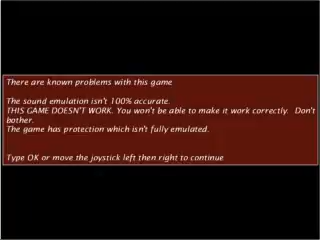 There are known problems with this game
The sound emulation isn't 100% accurate.
THIS GAME DOESN'T WORK. You won't be able to make it work correctly.  Don't
bother.
The game has protection which isn't fully emulated.
Type OK or move the joystick left then right to continue